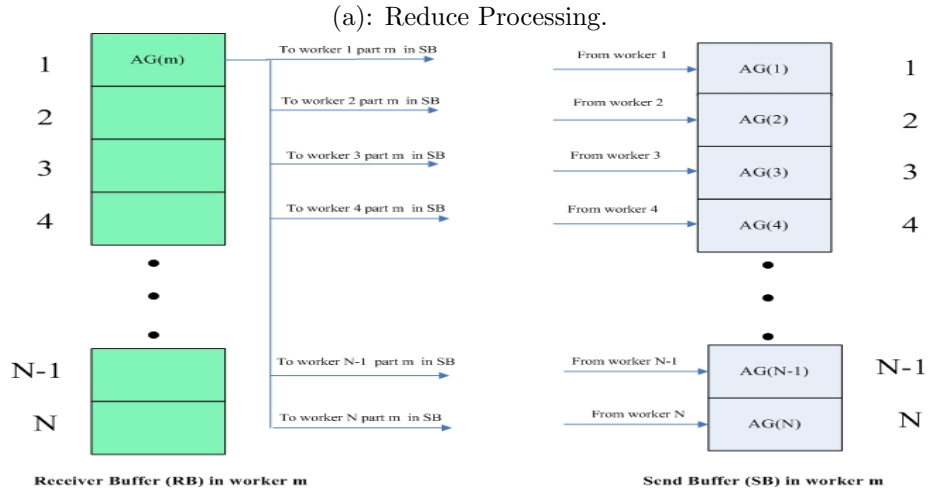 (a): Reduce Processing.
1 AG(m) To worker 1 part m in SB From worker 1 AG(1) 1
2 To worker 2 part m in SB From worker 2 AG(2) 2
3 To worker 3 part m in SB From worker 3 AG(3) 3
4 To worker 4 part m in SB From worker 4 AG(4) 4
N-1 To worker N-1 part m in SB From worker N-1 AG(N-1) N-1
N To worker N part m in SB From worker N AG(N) N
Receiver Buffer (RB) in worker m Send Buffer (SB) in worker m